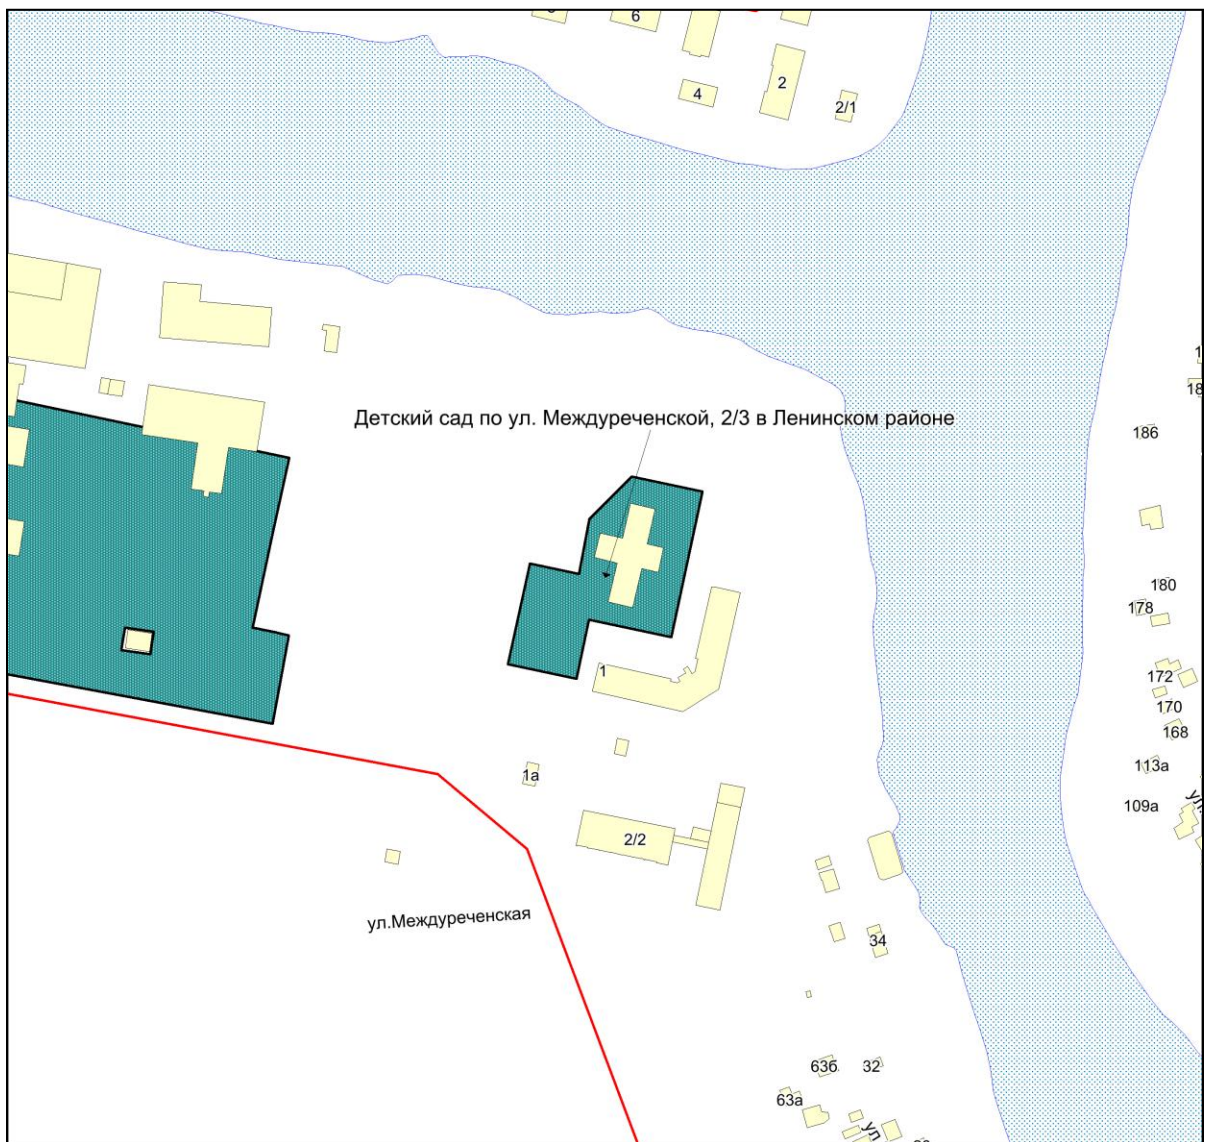 6
4
2
2/1
186
Детский сад по ул. Междуреченской, 2/3 в Ленинском районе
180
178
1
172
170
168
1а
113а
109а
2/2
ул.Междуреченская
34
63б
32
63а
ул